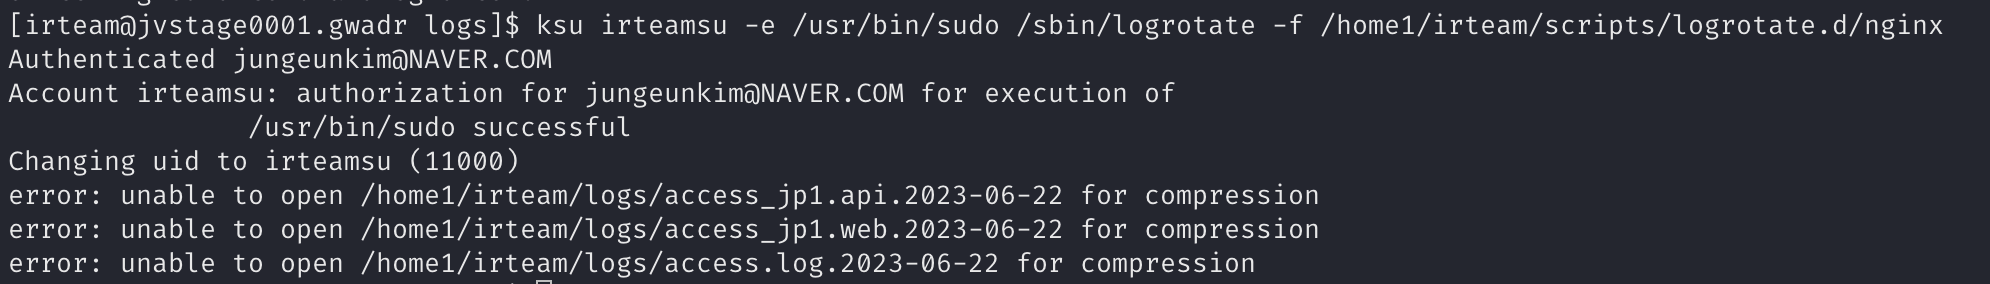 [irteam@jvstage0001.gwadr logs]$ ksu irteamsu -e /usr/bin/sudo /sbin/logrotate -f /home1/irteam/scripts/logrotate.d/nginx
Authenticated jungeunkim@NAVER.COM
Account irteamsu: authorization for jungeunkim@NAVER.COM for execution of
               /usr/bin/sudo successful
Changing uid to irteamsu (11000)
error: unable to open /home1/irteam/logs/access_jp1.api.2023-06-22 for compression
error: unable to open /home1/irteam/logs/access_jp1.web.2023-06-22 for compression
error: unable to open /home1/irteam/logs/access.log.2023-06-22 for compression